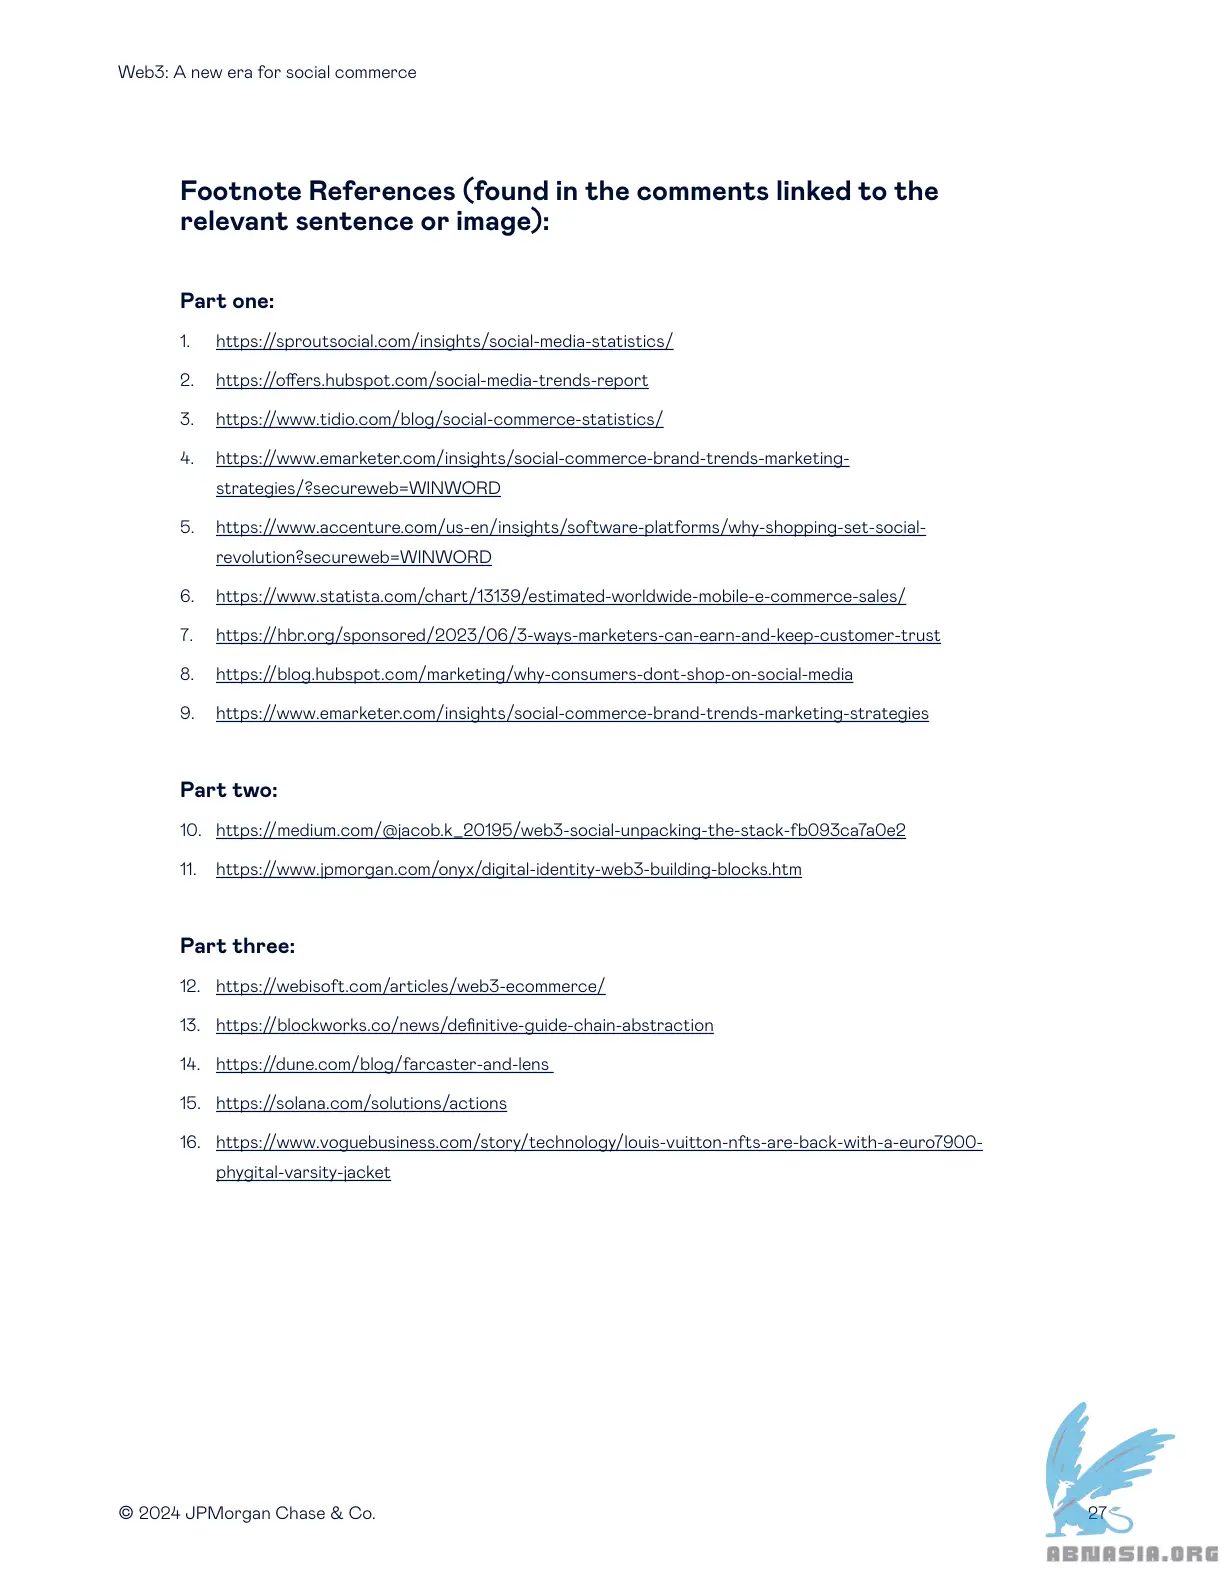 Web3: A new era for social commerce
Footnote References (found in the comments linked to the
relevant sentence or image):
Part one:
1. https://sproutsocial.com/insights/social-media-statistics/
2. https://offers.hubspot.com/social-media-trends-report
3. https://www.tidio.com/blog/social-commerce-statistics/
4. https://www.emarketer.com/insights/social-commerce-brand-trends-marketing-
strategies/?secureweb=WINWORD
5. https://www.accenture.com/us-en/insights/software-platforms/why-shopping-set-social-
revolution?secureweb=WINWORD
6. https://www.statista.com/chart/13139/estimated-worldwide-mobile-e-commerce-sales/
7. https://hbr.org/sponsored/2023/06/3-ways-marketers-can-earn-and-keep-customer-trust
8. https://blog.hubspot.com/marketing/why-consumers-dont-shop-on-social-media
9. https://www.emarketer.com/insights/social-commerce-brand-trends-marketing-strategies
Part two:
10. https://medium.com/@jacob.k_20195/web3-social-unpacking-the-stack-fb093ca7a0e2
11. https://www.jpmorgan.com/onyx/digital-identity-web3-building-blocks.htm
Part three:
12. https://webisoft.com/articles/web3-ecommerce/
13. https://blockworks.co/news/definitive-guide-chain-abstraction
14. https://dune.com/blog/farcaster-and-lens
15. https://solana.com/solutions/actions
16. https://www.voguebusiness.com/story/technology/louis-vuitton-nfts-are-back-with-a-euro7900-
phygital-varsity-jacket
© 2024 JPMorgan Chase & Co.
27
ABNASIA.ORG